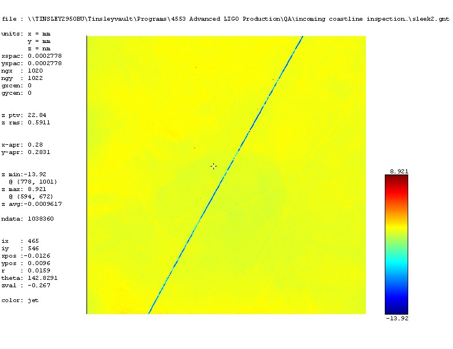 file : \\TINSLEY2950BU\Tinsleyvault\Programs\4553 Advanced LIGO Production\QA\incoming coastline inspection…\sleek2.gmt
units: x = mm
y = mm
z = nm
xspac: 0.0002778
yspac: 0.0002778
ngx : 1020
ngy : 1022
gxcen: 0
gycen: 0
z ptv: 22.84
z rms: 0.5911
x-apr: 0.28
y-apr: 0.2831
z min:-13.92
@ (778, 1001)
z max: 8.921
@ (594, 672)
z avg:-0.0003617
ndata: 1038360
ix : 465
iy : 546
xpos :-0.0126
ypos : 0.0096
r : 0.0159
theta: 142.8291
zval : -0.267
color: jet
8.921
-13.92